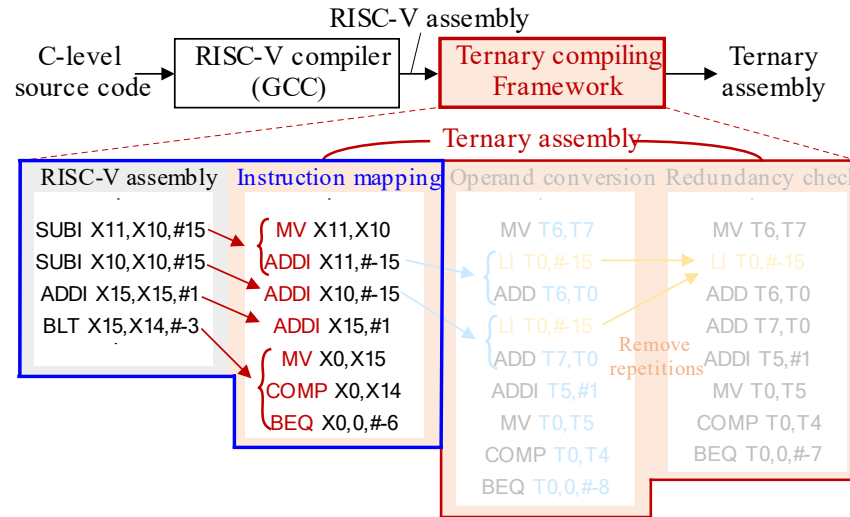 RISC-V assembly
C-level
source code
RISC-V compiler
(GCC)
Ternary compiling
Framework
Ternary
assembly
Ternary assembly
RISC-V assembly
SUBI X11,X10,#15
SUBI X10,X10,#15
ADDI X15,X15,#1
BLT X15,X14,#-3
Instruction mapping
MV X11,X10
ADDI X11,#-15
ADDI X10,#-15
ADDI X15,#1
MV X0,X15
COMP X0,X14
BEQ X0,0,#-6
Operand conversion
MV T6,T7
LI T0,#-15
ADD T6,T0
LI T0,#-15
ADD T7,T0
ADDI T5,#1
MV T0,T5
COMP T0,T4
BEQ T0,0,#-8
Remove
repetitions
Redundancy check
MV T6,T7
LI T0,#-15
ADD T6,T0
ADD T7,T0
ADDI T5,#1
MV T0,T5
COMP T0,T4
BEQ T0,0,#-7